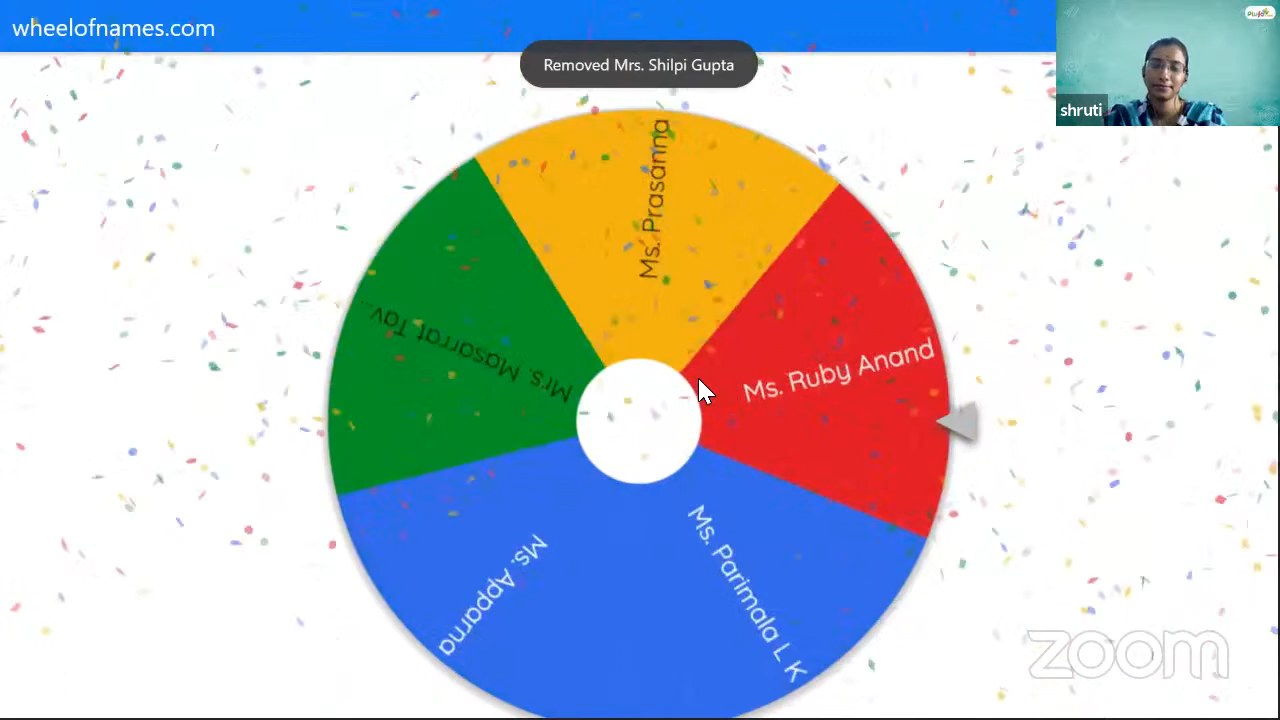 wheelofnames.com
Removed Mrs. Shilpi Gupta
shruti
Ms. Prasanna
Ms. Ruby Anand
Mrs. Masarrat Tav...
Ms. Apparna
Ms. Parimala L K
zoom